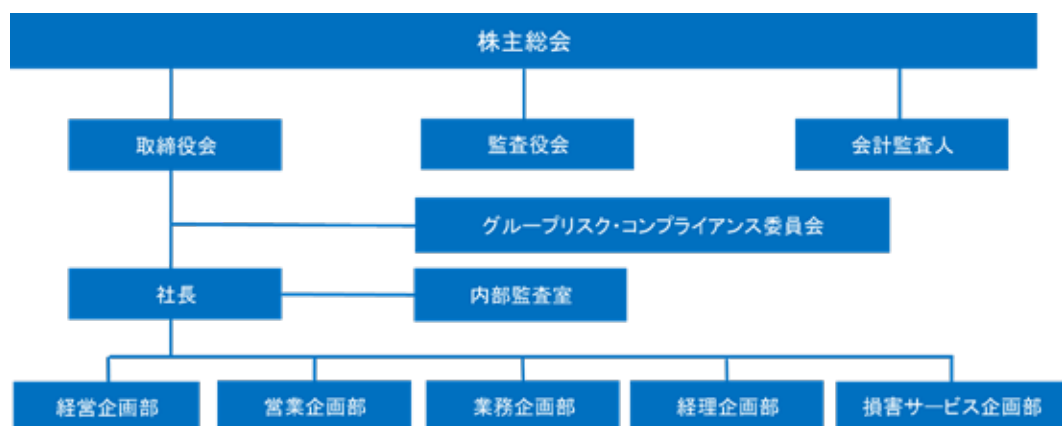 株主総会
取締役会
監査役会
会計監査人
グループリスク・コンプライアンス委員会
社長
内部監査室
経営企画部
営業企画部
業務企画部
経理企画部
損害サービス企画部